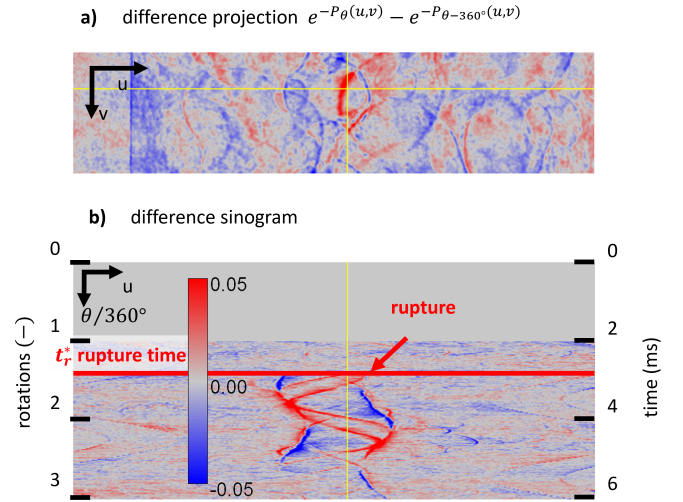 a) difference projection e^{-P_θ(u,v)} − e^{-P_{θ−360°}(u,v)}
u
v
b) difference sinogram
0
0
u
0.05
θ/360°
rupture
1
2
t_r^* rupture time
0.00
rotations (−)
time (ms)
2
4
-0.05
3
6